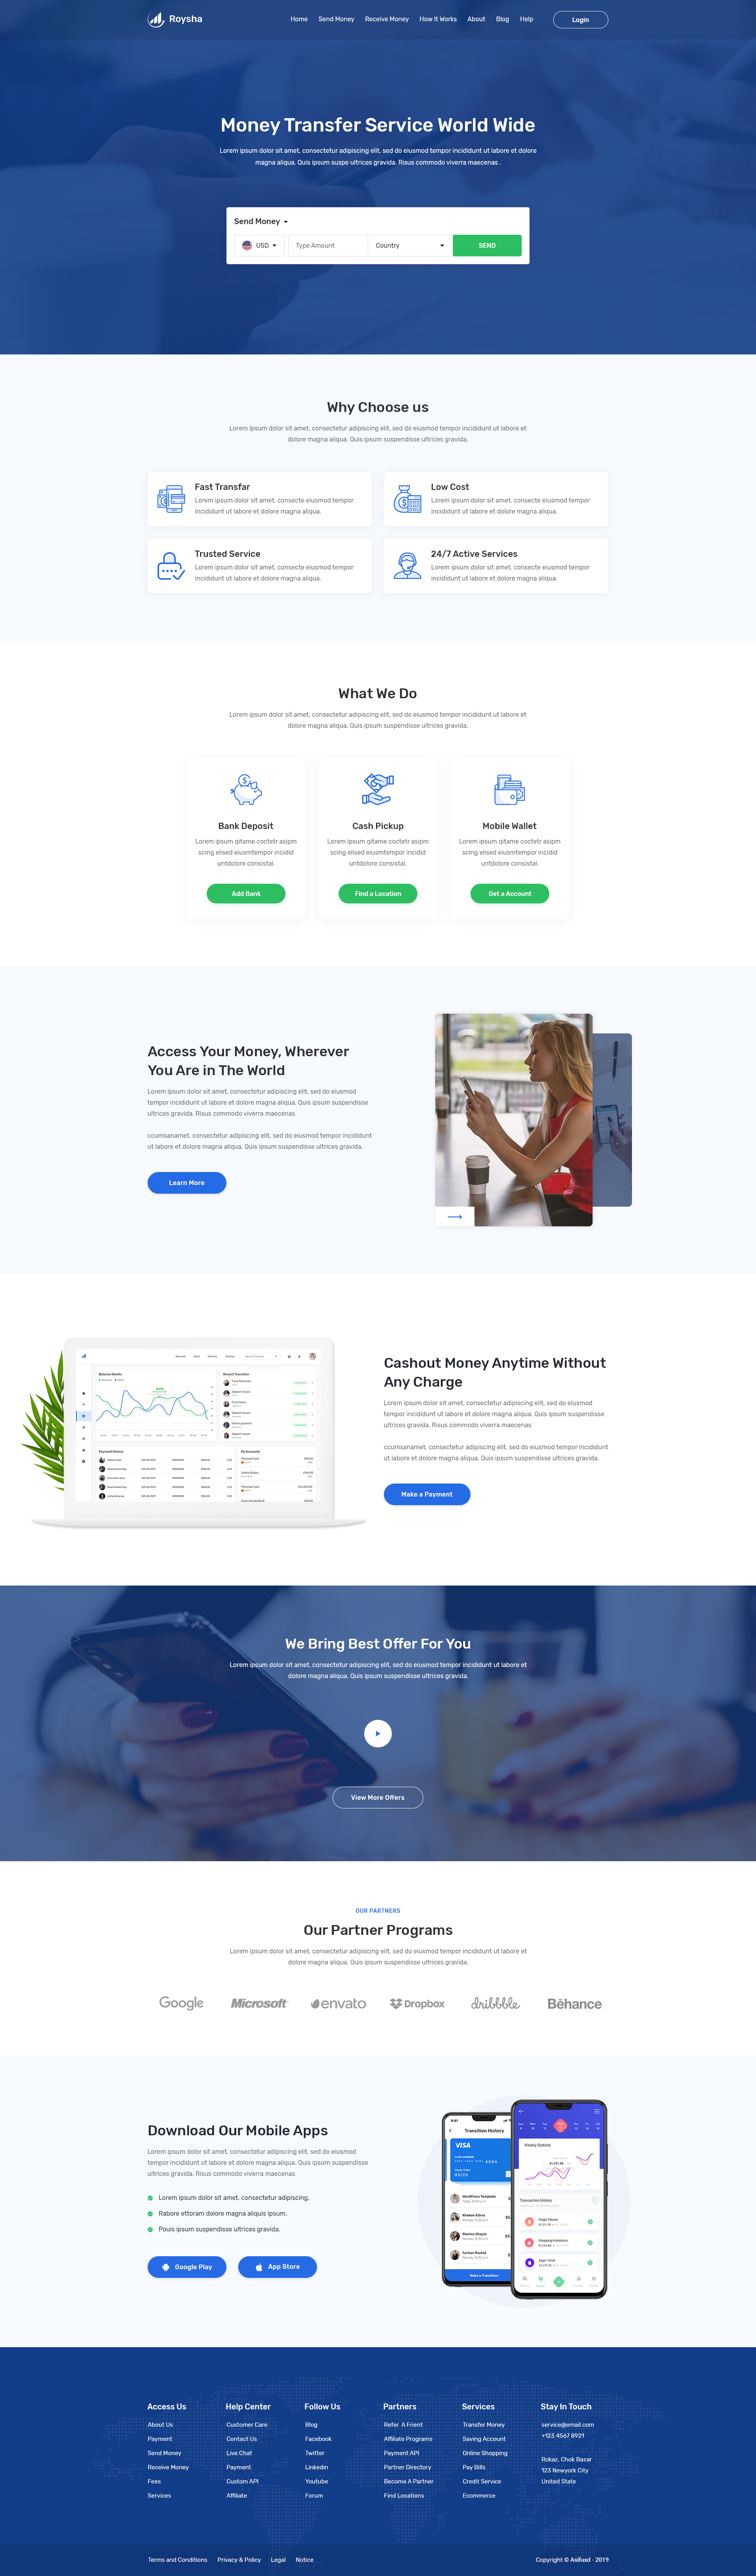 Roysha
Home Send Money Receive Money How It Works About Blog Help Login
Money Transfer Service World Wide
Lorem ipsum dolor sit amet, consectetur adipiscing elit, sed do eiusmod tempor incididunt ut labore et dolore
magna aliqua. Quis ipsum suspe ultrices gravida. Risus commodo viverra maecenas .
Send Money
USD Type Amount Country SEND
Why Choose us
Lorem ipsum dolor sit amet, consectetur adipiscing elit, sed do eiusmod tempor incididunt ut labore et
dolore magna aliqua. Quis ipsum suspendisse ultrices gravida.
Fast Transfar
Lorem ipsum dolor sit amet, consecte eiusmod tempor
incididunt ut labore et dolore magna aliqua.
Low Cost
Lorem ipsum dolor sit amet, consecte eiusmod tempor
incididunt ut labore et dolore magna aliqua.
Trusted Service
Lorem ipsum dolor sit amet, consecte eiusmod tempor
incididunt ut labore et dolore magna aliqua.
24/7 Active Services
Lorem ipsum dolor sit amet, consecte eiusmod tempor
incididunt ut labore et dolore magna aliqua.
What We Do
Lorem ipsum dolor sit amet, consectetur adipiscing elit, sed do eiusmod tempor incididunt ut labore et
dolore magna aliqua. Quis ipsum suspendisse ultrices gravida.
Bank Deposit
Lorem ipsum qitame coctetr asipm
scing elised eiusmtempor incidid
untdolore consistal.
Add Bank
Cash Pickup
Lorem ipsum qitame coctetr asipm
scing elised eiusmtempor incidid
untdolore consistal.
Find a Location
Mobile Wallet
Lorem ipsum qitame coctetr asipm
scing elised eiusmtempor incidid
untdolore consistal.
Get a Account
Access Your Money, Wherever
You Are in The World
Lorem ipsum dolor sit amet, consectetur adipiscing elit, sed do eiusmod
tempor incididunt ut labore et dolore magna aliqua. Quis ipsum suspendisse
ultrices gravida. Risus commodo viverra maecenas
ccumsanamet, consectetur adipiscing elit, sed do eiusmod tempor incididunt
ut labore et dolore magna aliqua. Quis ipsum suspendisse ultrices gravida.
Learn More
Balance Sheets
Recent Transition
Payment History
My Accounts
Cashout Money Anytime Without
Any Charge
Lorem ipsum dolor sit amet, consectetur adipiscing elit, sed do eiusmod
tempor incididunt ut labore et dolore magna aliqua. Quis ipsum suspendisse
ultrices gravida. Risus commodo viverra maecenas
ccumsanamet, consectetur adipiscing elit, sed do eiusmod tempor incididunt
ut labore et dolore magna aliqua. Quis ipsum suspendisse ultrices gravida.
Make a Payment
We Bring Best Offer For You
Lorem ipsum dolor sit amet, consectetur adipiscing elit, sed do eiusmod tempor incididunt ut labore et
dolore magna aliqua. Quis ipsum suspendisse ultrices gravida.
View More Offers
OUR PARTNERS
Our Partner Programs
Lorem ipsum dolor sit amet, consectetur adipiscing elit, sed do eiusmod tempor incididunt ut labore et
dolore magna aliqua. Quis ipsum suspendisse ultrices gravida.
Google Microsoft envato Dropbox dribbble Bēhance
Download Our Mobile Apps
Lorem ipsum dolor sit amet, consectetur adipiscing elit, sed do eiusmod
tempor incididunt ut labore et dolore magna aliqua. Quis ipsum suspendisse
ultrices gravida. Risus commodo viverra maecenas
Lorem ipsum dolor sit amet, consectetur adipiscing.
Rabore ettoram dolore magna aliquis ipsum.
Pouis ipsum suspendisse ultrices gravida.
Google Play App Store
9:41
Transition History
VISA
WordPress Template
Khekon Kibria
Shelina Shayla
Farhan Rashid
Make a Transition
Weekly Statistic
Transaction History
Access Us
About Us
Payment
Send Money
Receive Money
Fees
Services
Help Center
Customer Care
Contact Us
Live Chat
Payment
Custom API
Affiliate
Follow Us
Blog
Facebook
Twitter
Linkedin
Youtube
Forum
Partners
Refer A Frient
Affiliate Programs
Payment API
Partner Directory
Become A Partner
Find Locations
Services
Transfer Money
Saving Account
Online Shopping
Pay Bills
Credit Service
Ecommerce
Stay In Touch
service@email.com
+123 4567 8921
Rokaz, Chok Bazar
123 Newyork City
United State
Terms and Conditions Privacy & Policy Legal Notice
Copyright © Asifuxd - 2019